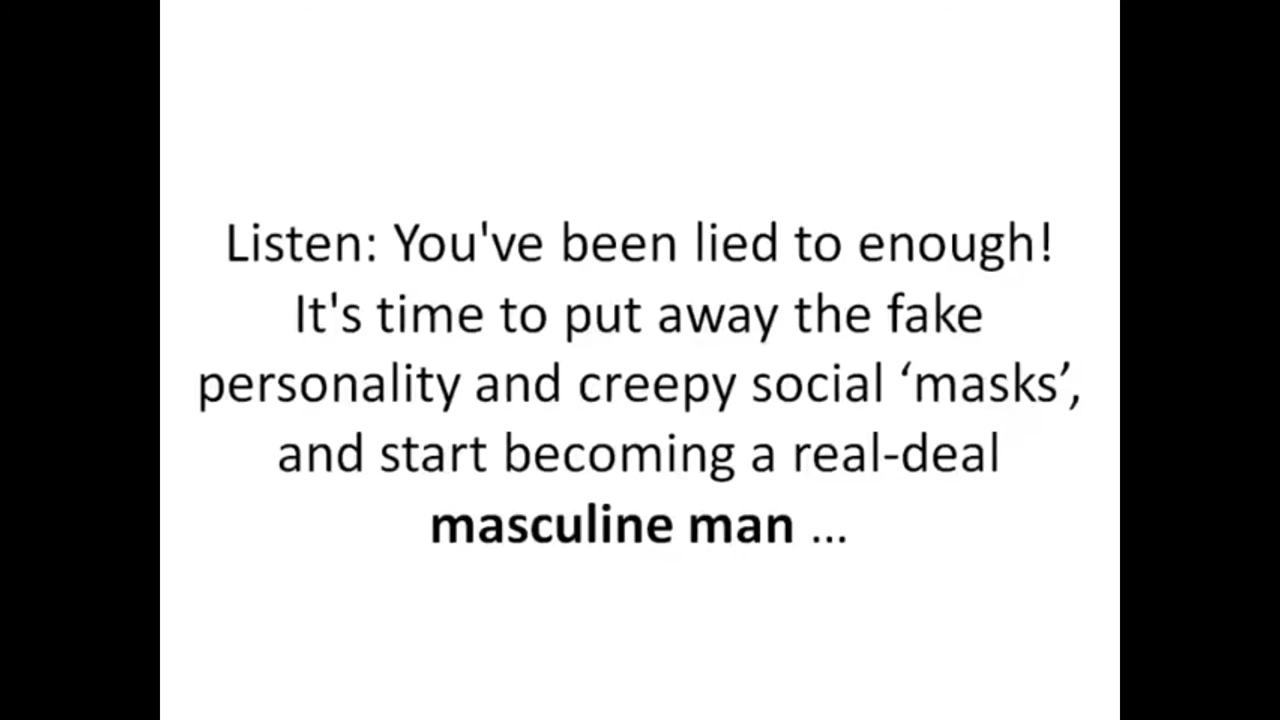 Listen: You've been lied to enough!
It's time to put away the fake
personality and creepy social ‘masks’,
and start becoming a real-deal
masculine man ...